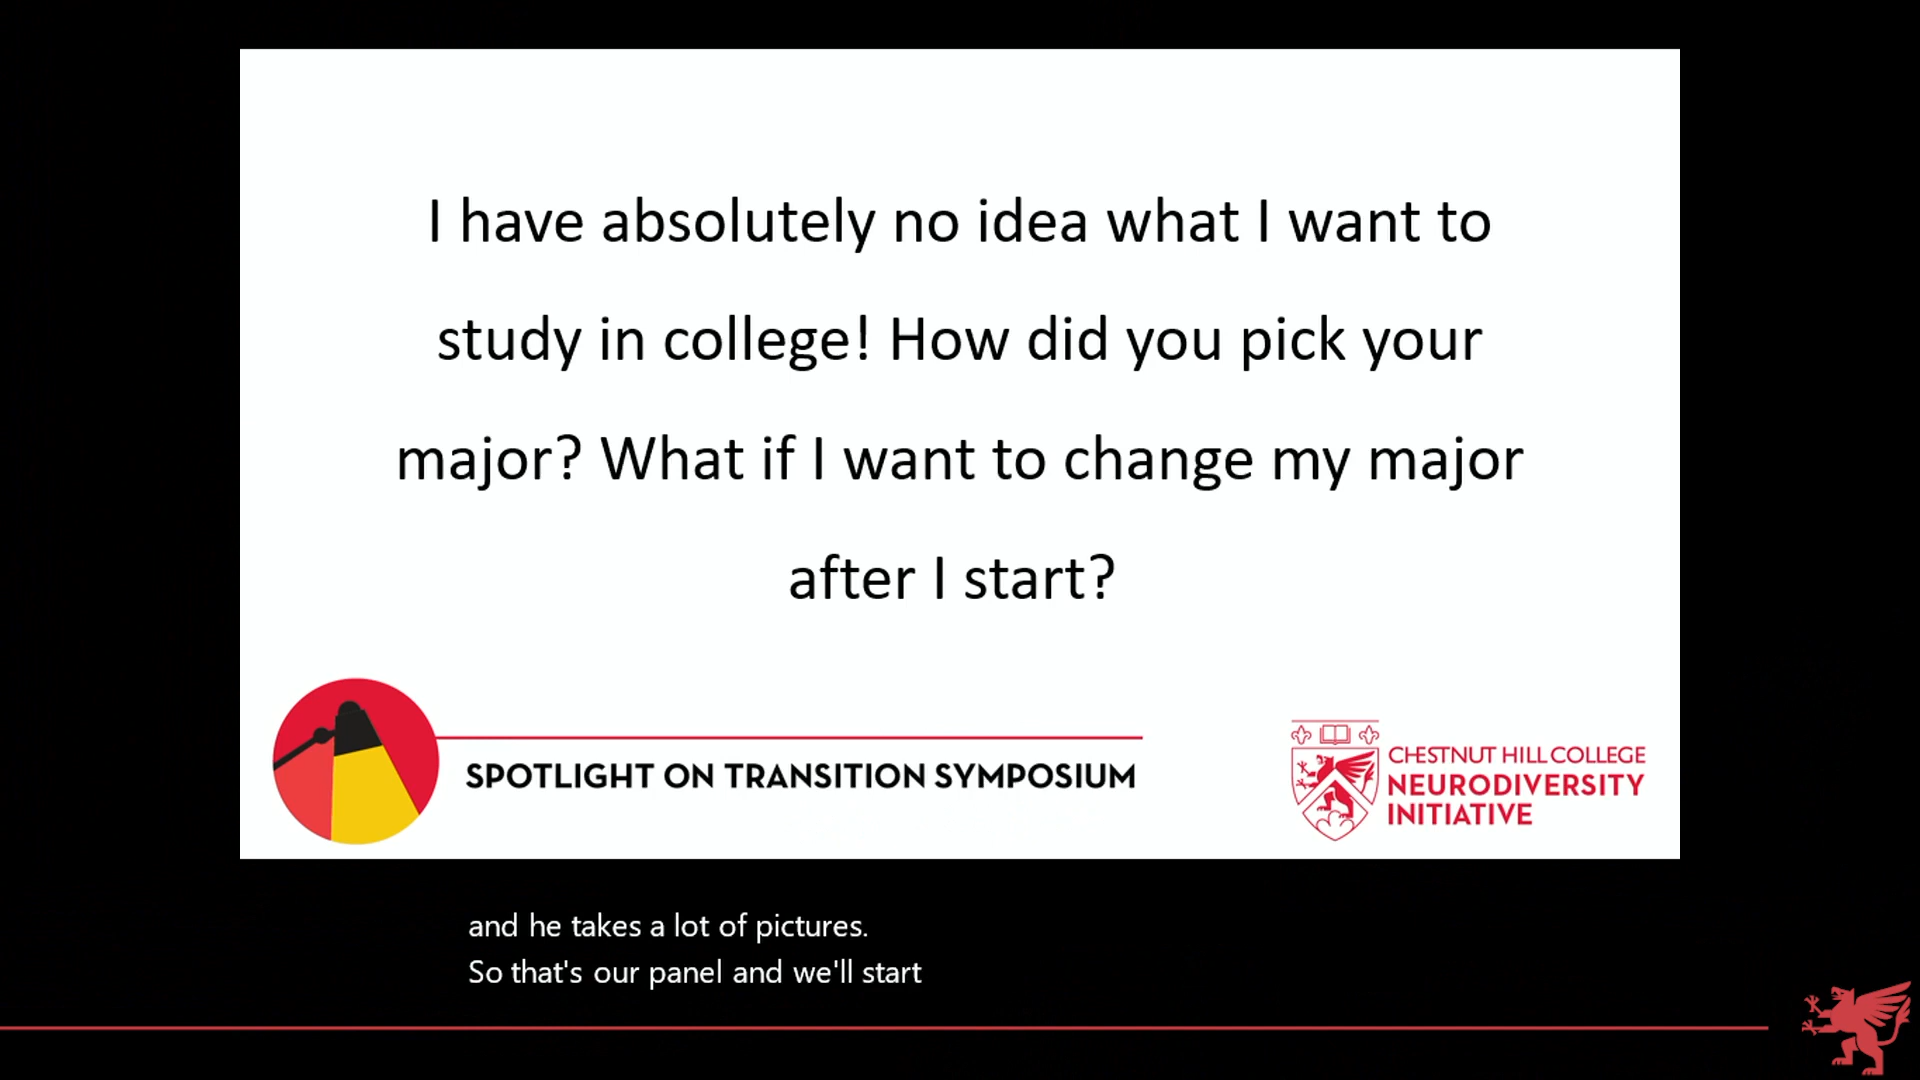 I have absolutely no idea what I want to
study in college! How did you pick your
major? What if I want to change my major
after I start?
SPOTLIGHT ON TRANSITION SYMPOSIUM
CHESTNUT HILL COLLEGE
NEURODIVERSITY
INITIATIVE
and he takes a lot of pictures.
So that's our panel and we'll start